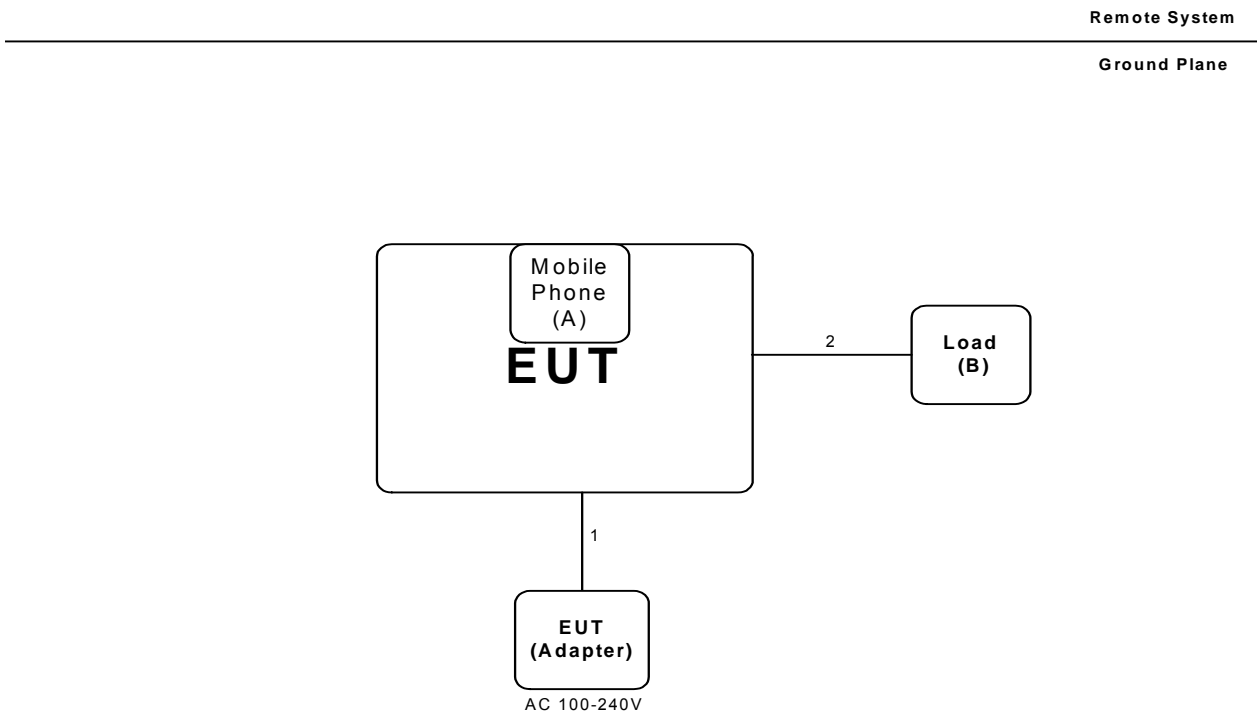 Remote System
Ground Plane
Mobile
Phone
(A)
EUT
2
Load
(B)
1
EUT
(Adapter)
AC 100-240V